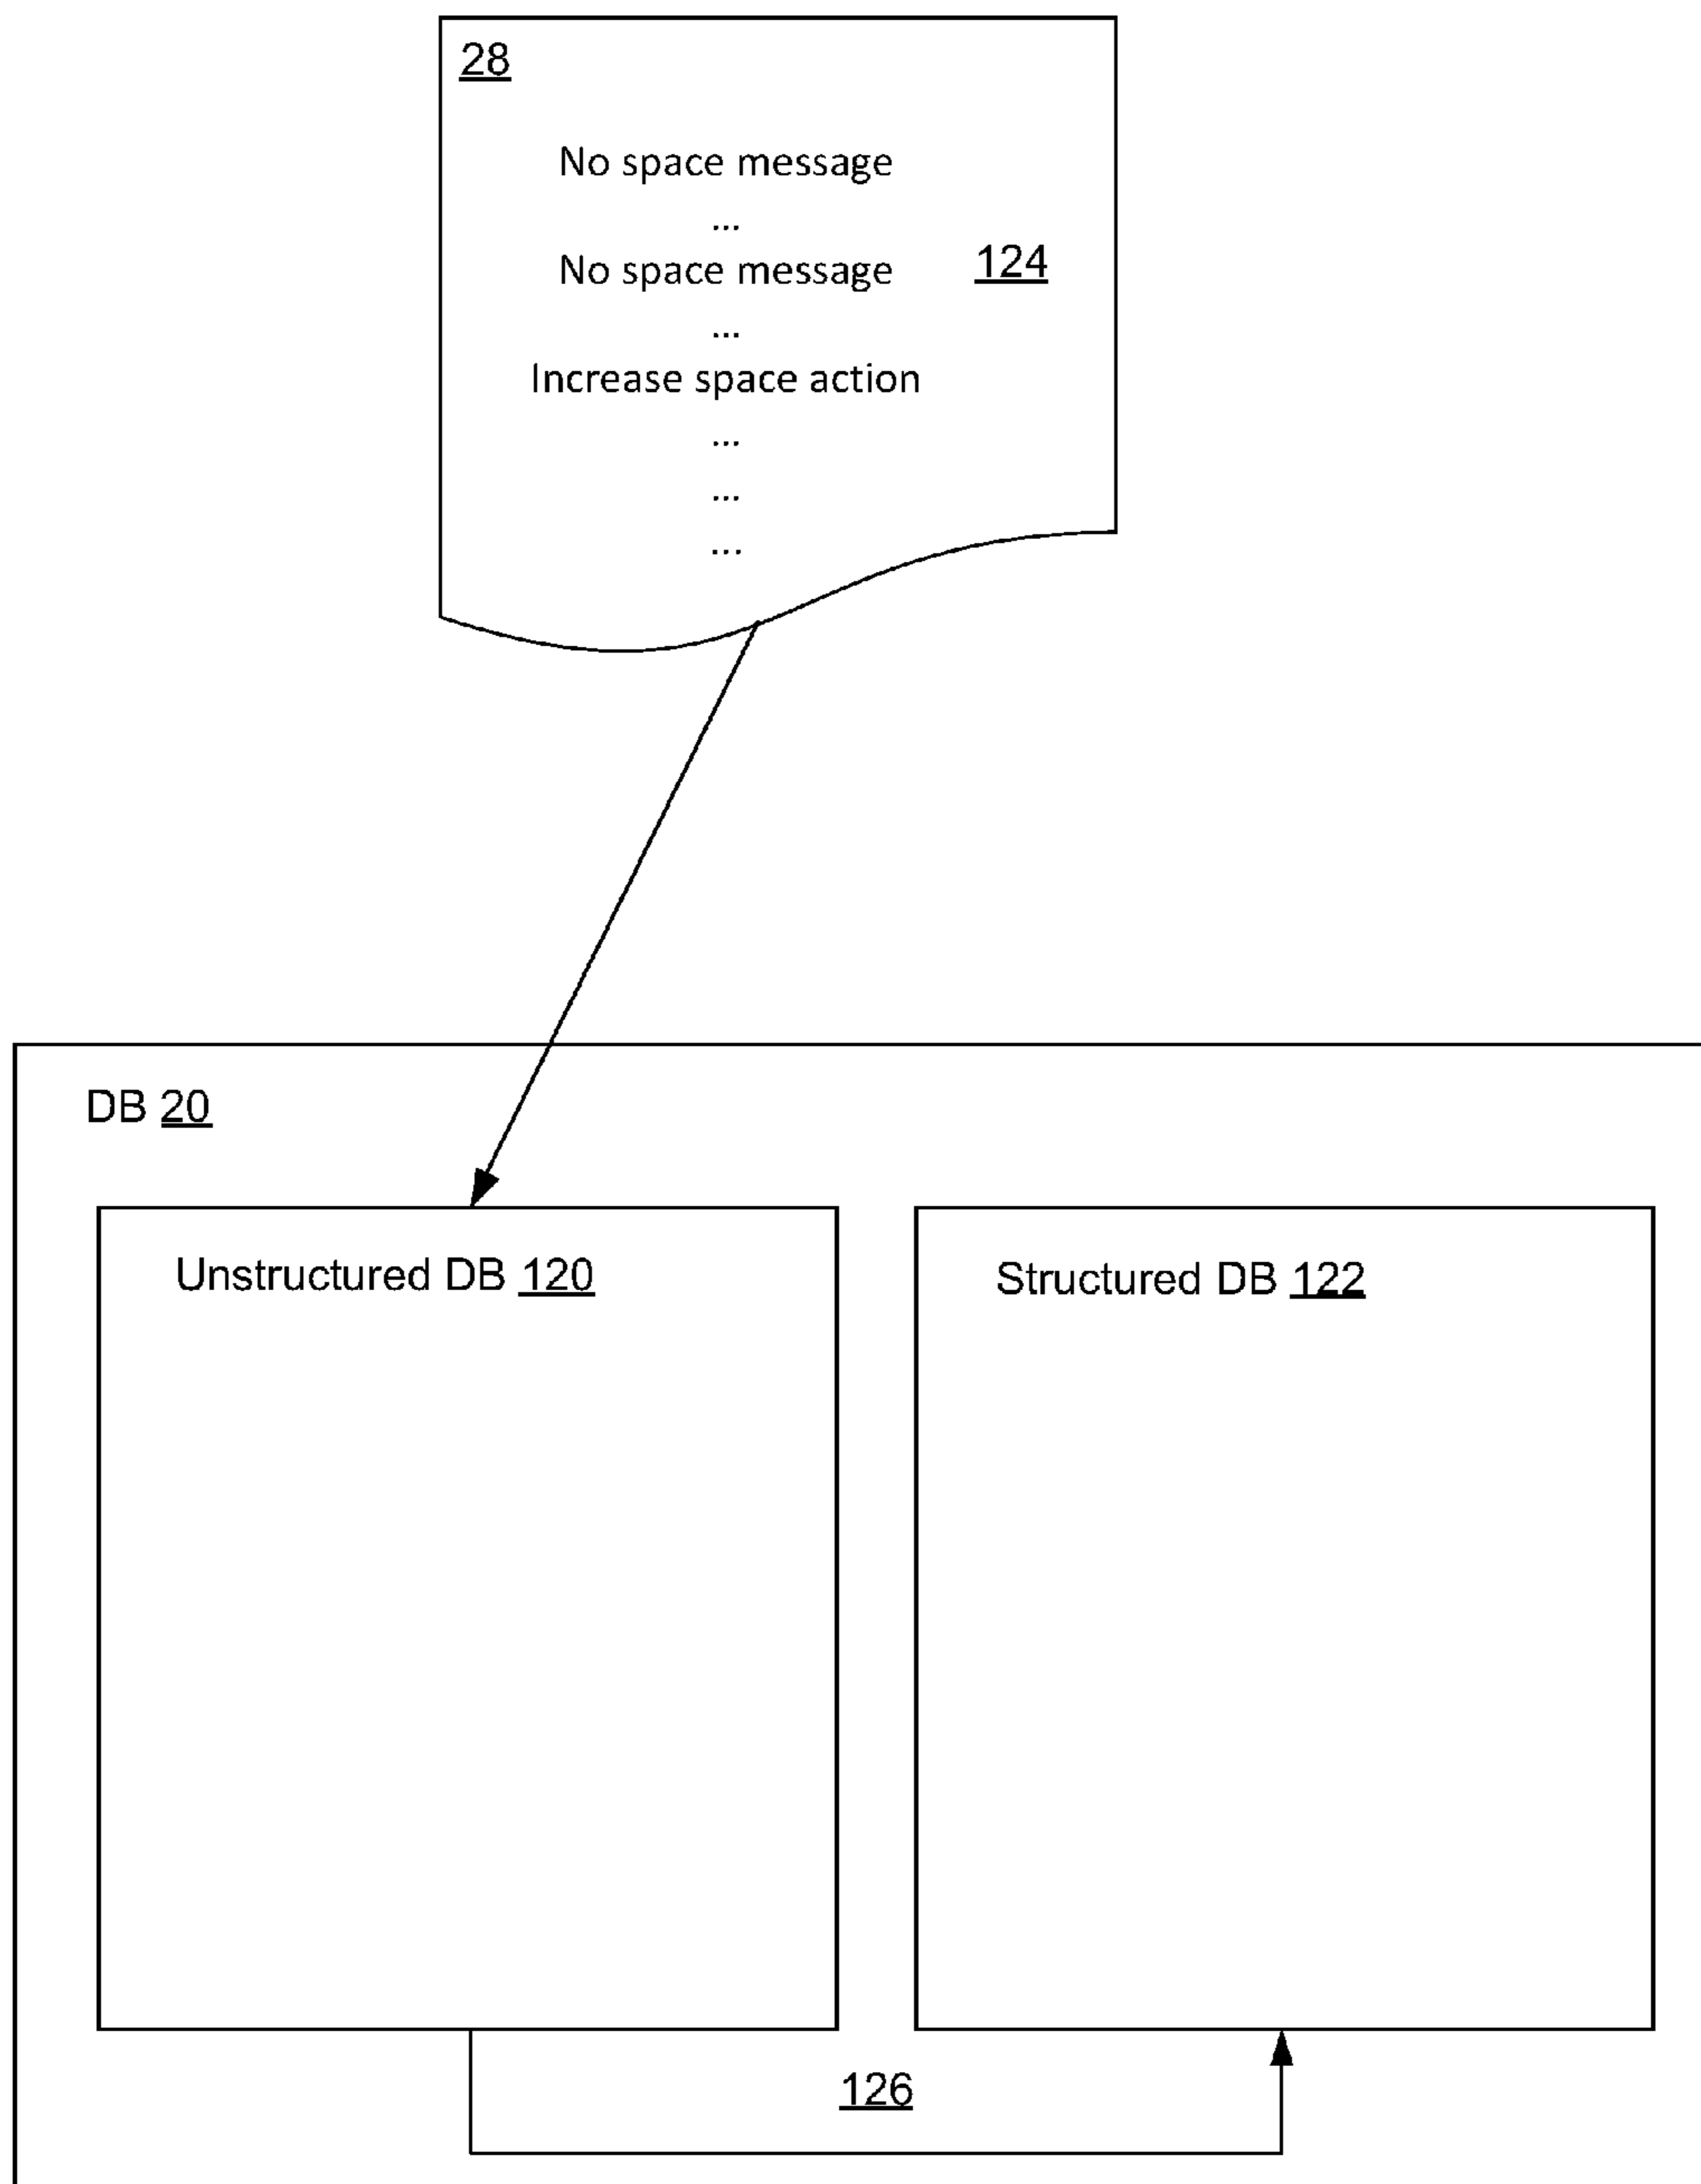 28
No space message
...
No space message
124
...
Increase space action
...
...
...
DB 20
Unstructured DB 120
Structured DB 122
126